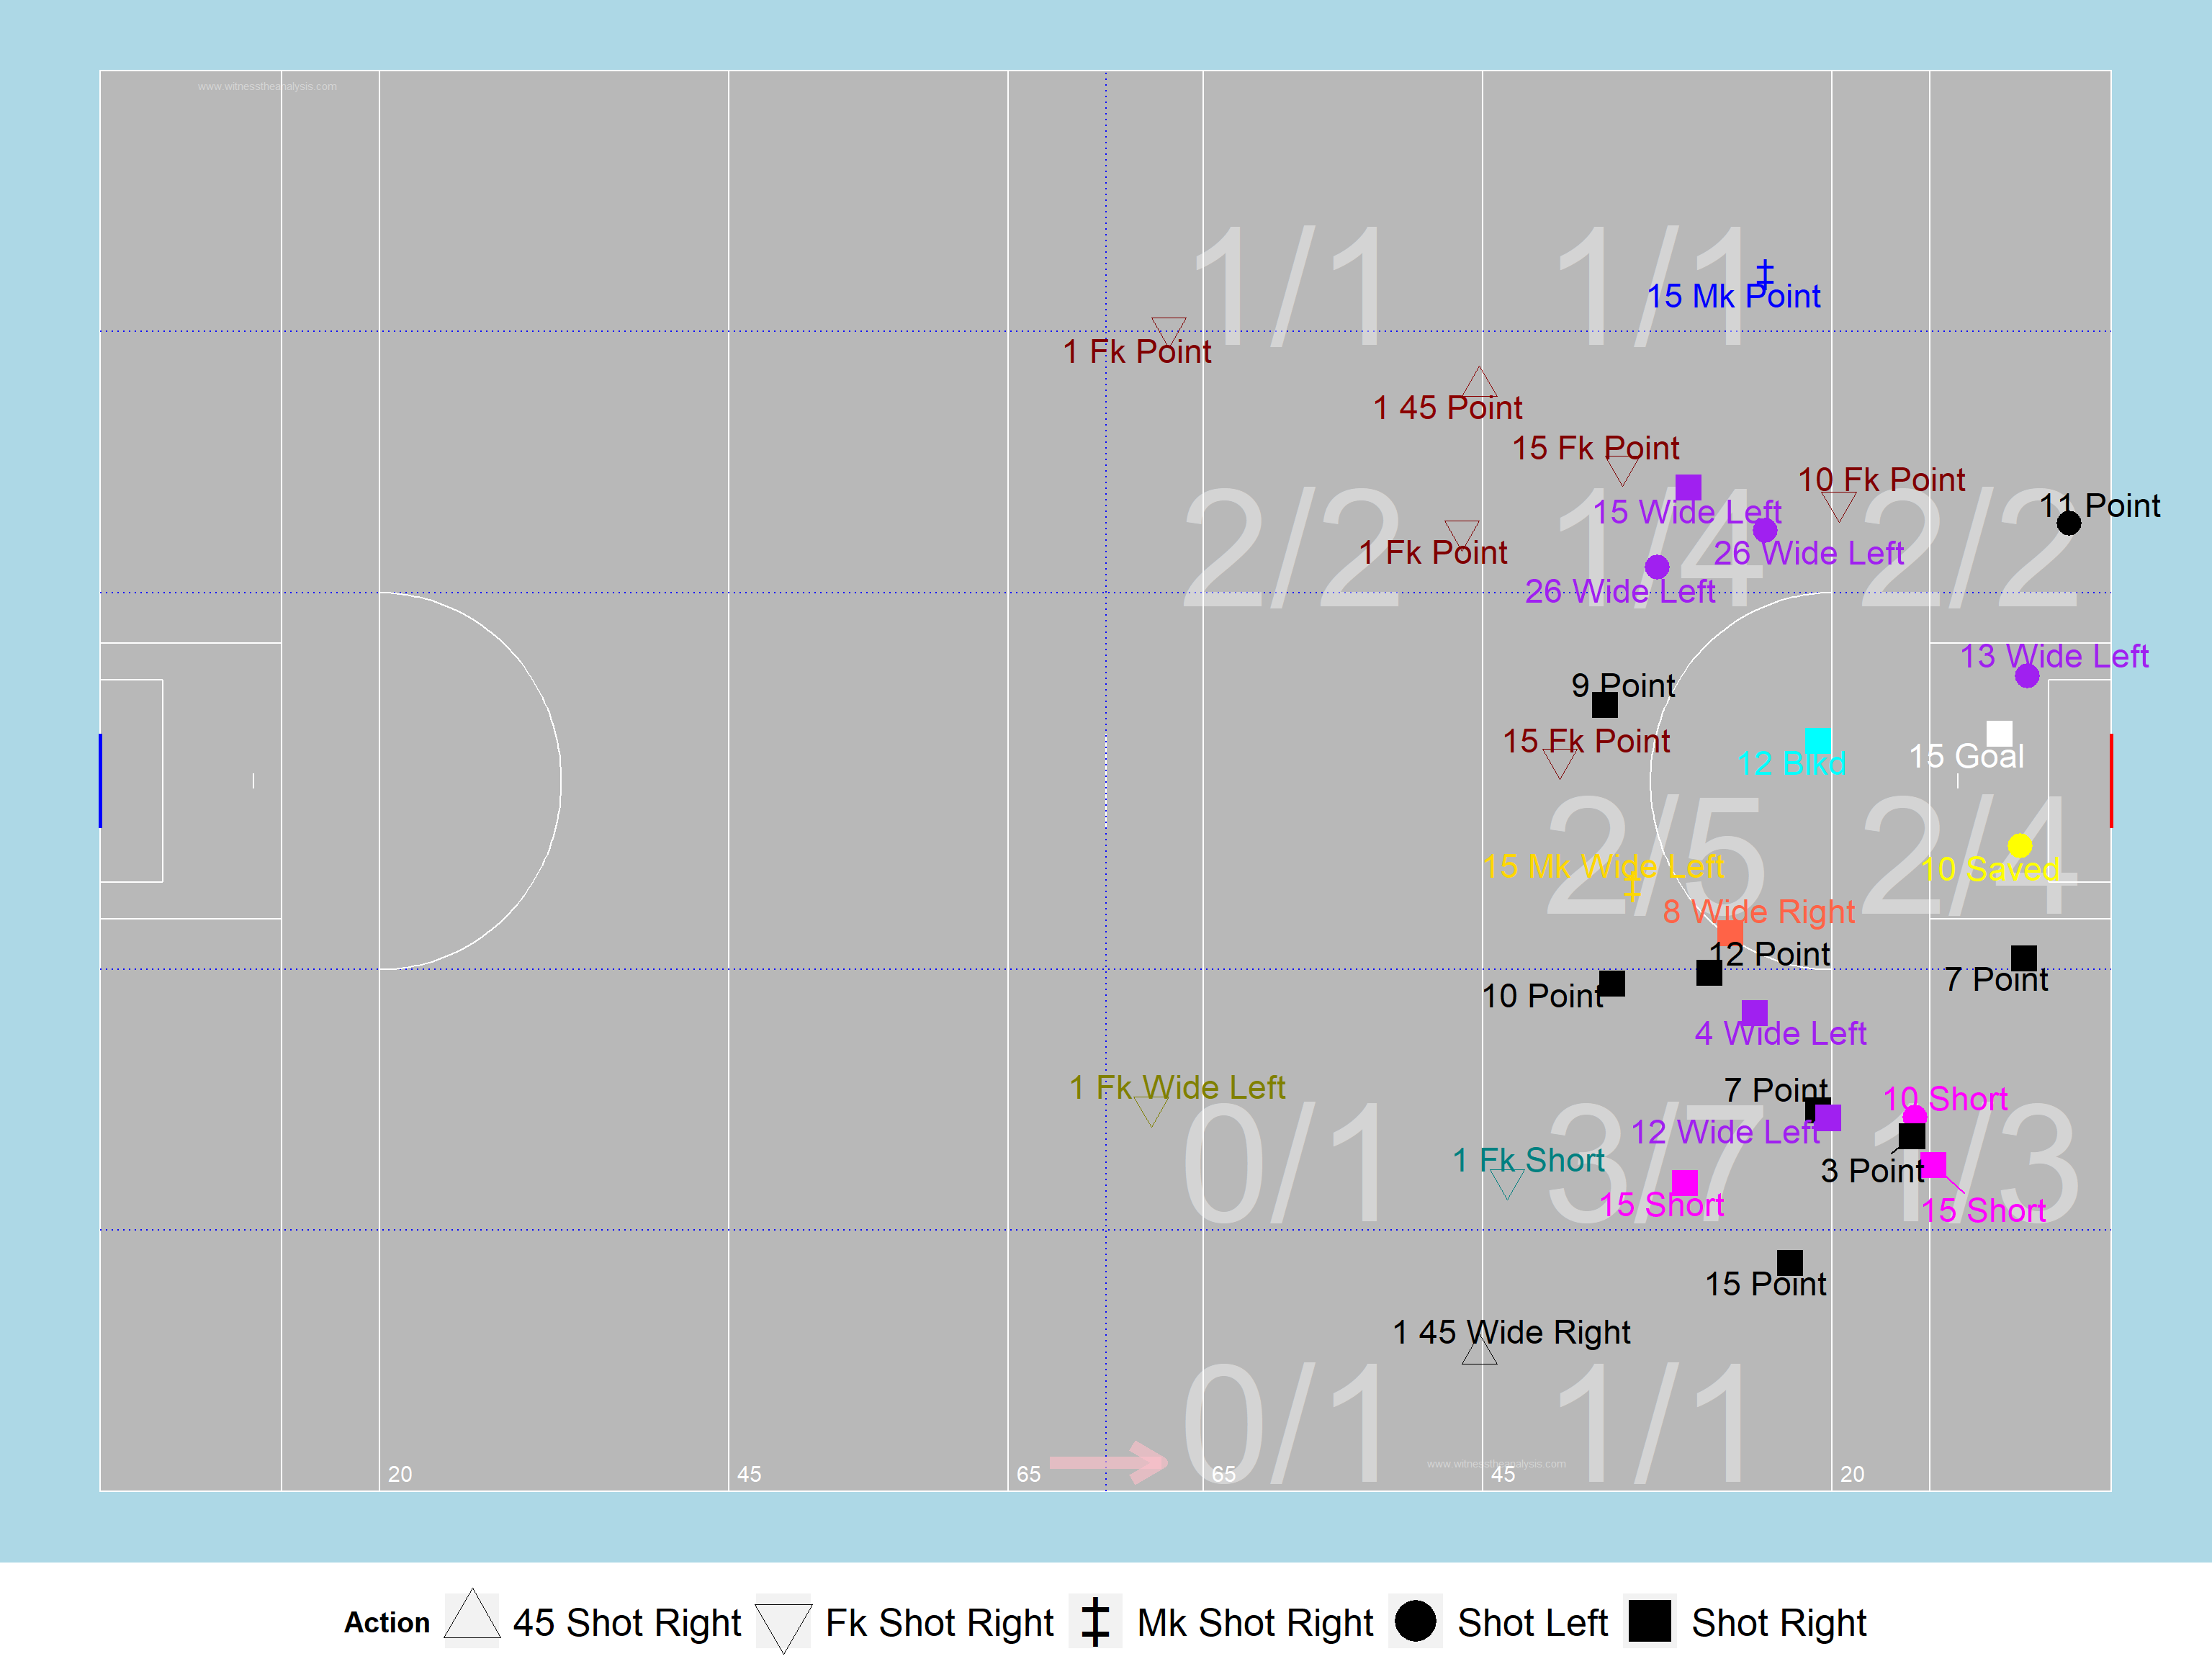 www.witnesstheanalysis.com
1/1
1/1
15 Mk Point
1 Fk Point
1 45 Point
15 Fk Point
10 Fk Point
11 Point
15 Wide Left
2/2
1/4
2/2
1 Fk Point
26 Wide Left
26 Wide Left
13 Wide Left
9 Point
15 Fk Point
12 Blkd
15 Goal
2/5
2/4
15 Mk Wide Left
10 Saved
8 Wide Right
12 Point
7 Point
10 Point
4 Wide Left
1 Fk Wide Left
7 Point
10 Short
12 Wide Left
0/1
3/7
1/3
1 Fk Short
3 Point
15 Short
15 Short
15 Point
1 45 Wide Right
0/1
1/1
www.witnesstheanalysis.com
20 45 65 65 45 20
Action 45 Shot Right Fk Shot Right Mk Shot Right Shot Left Shot Right